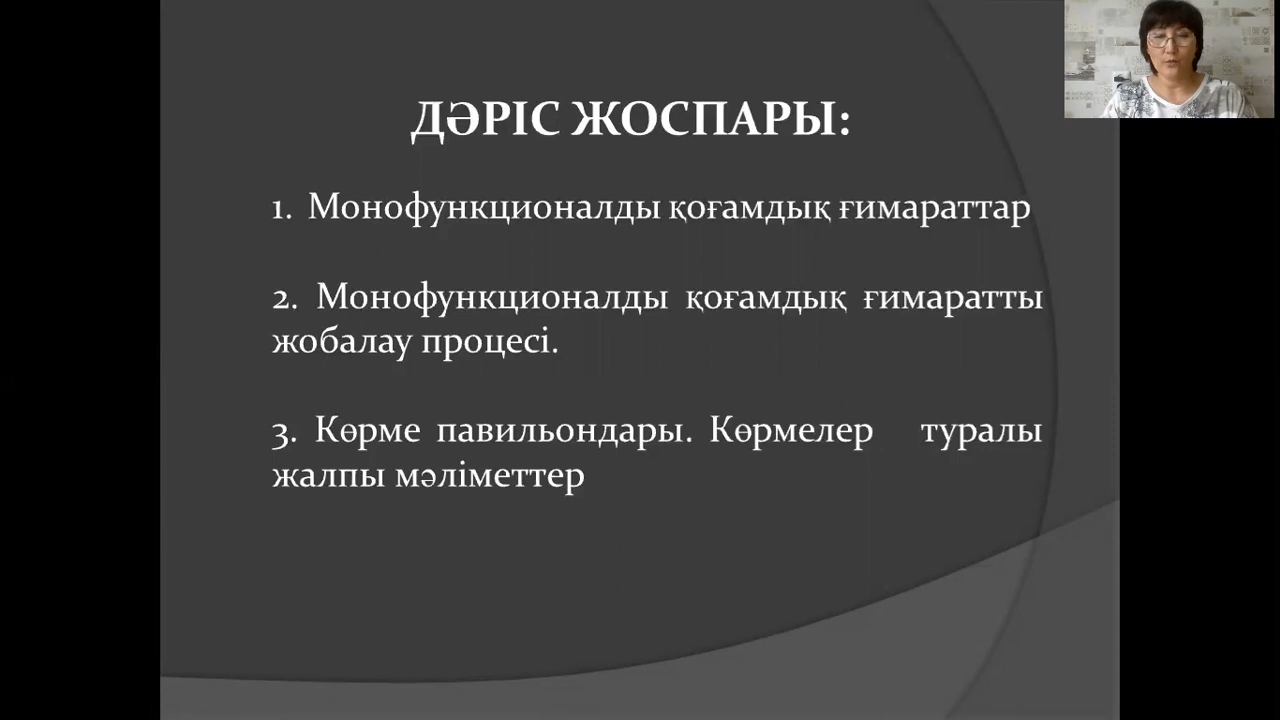 ДӘРІС ЖОСПАРЫ:
1. Монофункционалды қоғамдық ғимараттар
2. Монофункционалды қоғамдық ғимаратты
жобалау процесі.
3. Көрме павильондары. Көрмелер туралы
жалпы мәліметтер